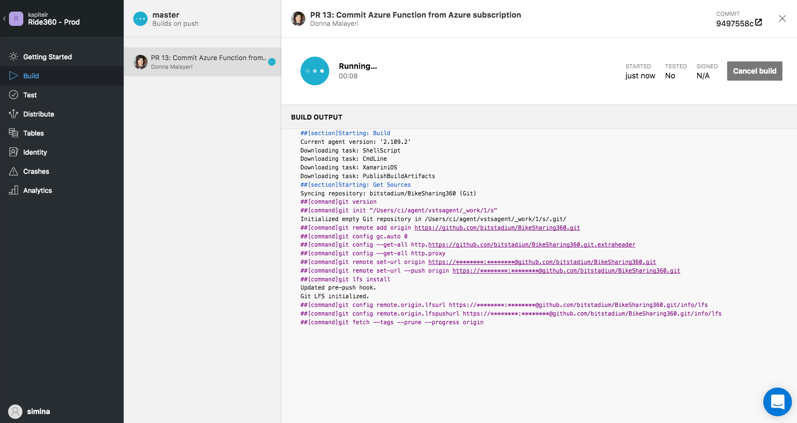 kapitelr
Ride360 - Prod
R
Getting Started
Build
Test
Distribute
Tables
Identity
Crashes
Analytics
simina
master
Builds on push
PR 13: Commit Azure Function from..
Donna Malayeri
PR 13: Commit Azure Function from Azure subscription
Donna Malayeri
COMMIT
9497558c
Running...
00:08
STARTED
just now
TESTED
No
SIGNED
N/A
Cancel build
BUILD OUTPUT
##[section]Starting: Build
Current agent version: '2.109.2'
Downloading task: ShellScript
Downloading task: CmdLine
Downloading task: XamariniOS
Downloading task: PublishBuildArtifacts
##[section]Starting: Get Sources
Syncing repository: bitstadium/BikeSharing360 (Git)
##[command]git version
##[command]git init "/Users/ci/agent/vstsagent/_work/1/s"
Initialized empty Git repository in /Users/ci/agent/vstsagent/_work/1/s/.git/
##[command]git remote add origin https://github.com/bitstadium/BikeSharing360.git
##[command]git config gc.auto 0
##[command]git config --get-all http.https://github.com/bitstadium/BikeSharing360.git.extraheader
##[command]git config --get-all http.proxy
##[command]git remote set-url origin https://********:********@github.com/bitstadium/BikeSharing360.git
##[command]git remote set-url --push origin https://********:********@github.com/bitstadium/BikeSharing360.git
##[command]git lfs install
Updated pre-push hook.
Git LFS initialized.
##[command]git config remote.origin.lfsurl https://********:********@github.com/bitstadium/BikeSharing360.git/info/lfs
##[command]git config remote.origin.lfspushurl https://********:********@github.com/bitstadium/BikeSharing360.git/info/lfs
##[command]git fetch --tags --prune --progress origin